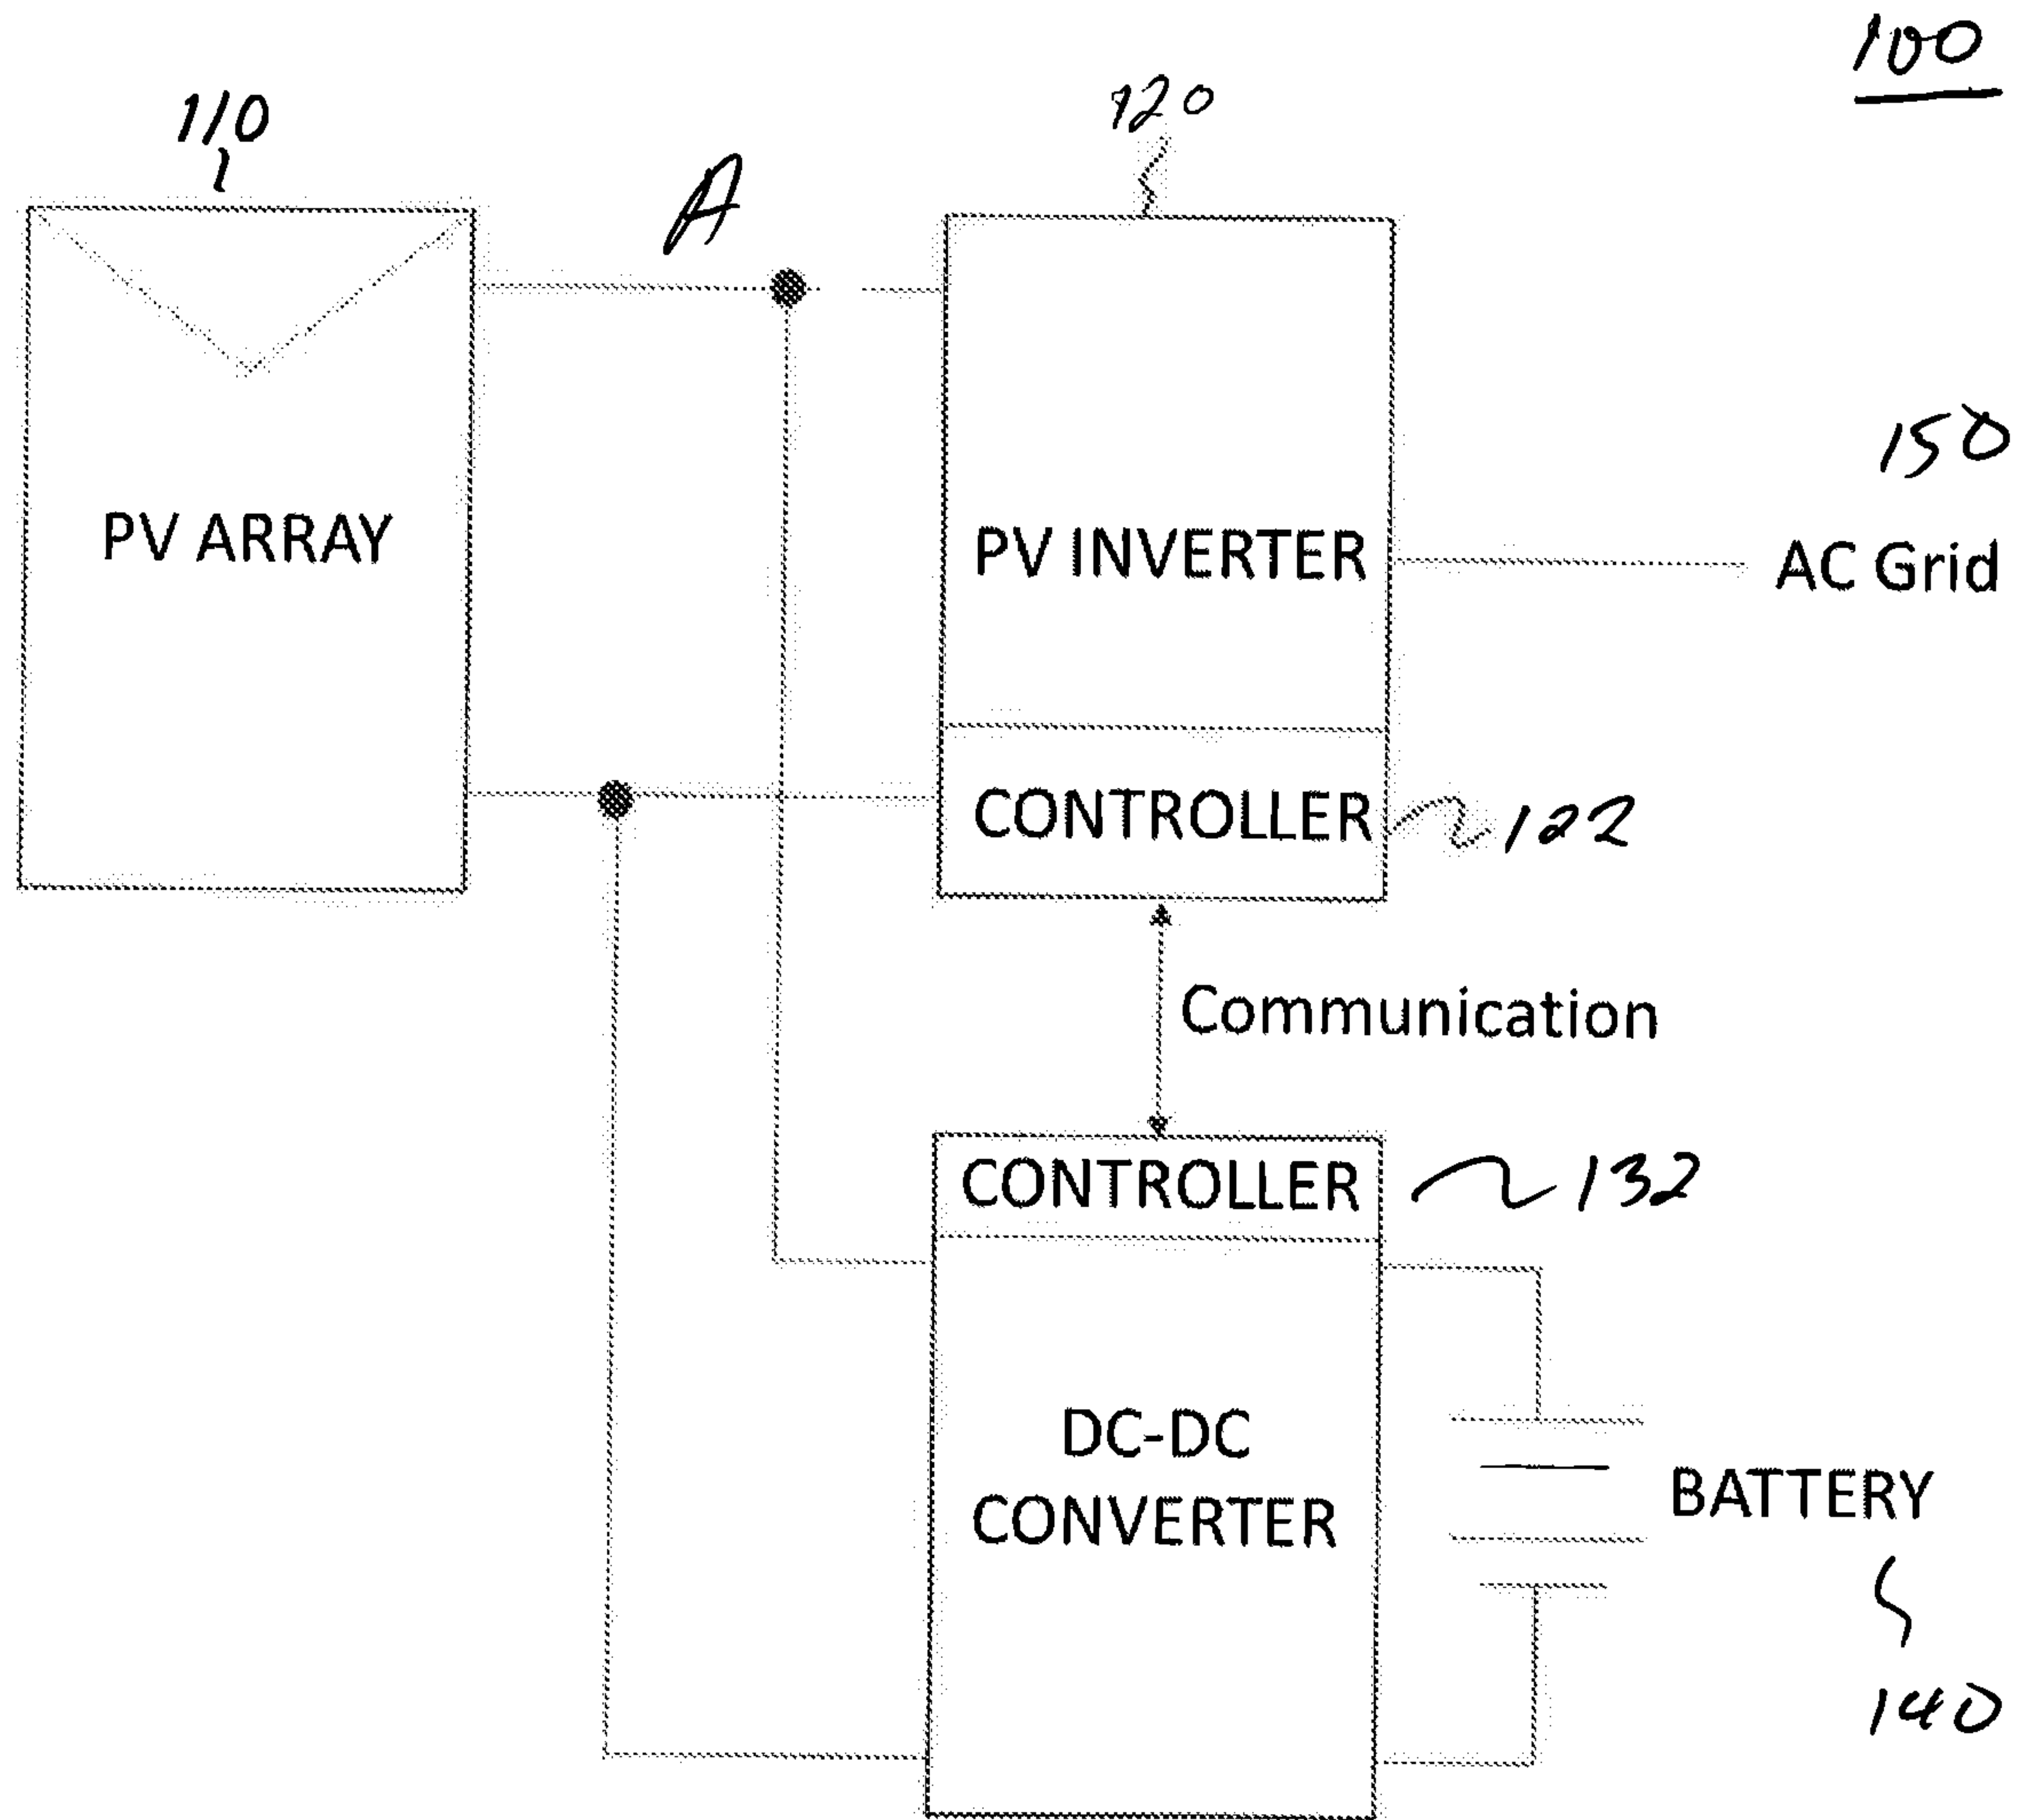 100
110
120
A
150
PV ARRAY
PV INVERTER
AC Grid
CONTROLLER
122
Communication
CONTROLLER
132
DC-DC
CONVERTER
BATTERY
140